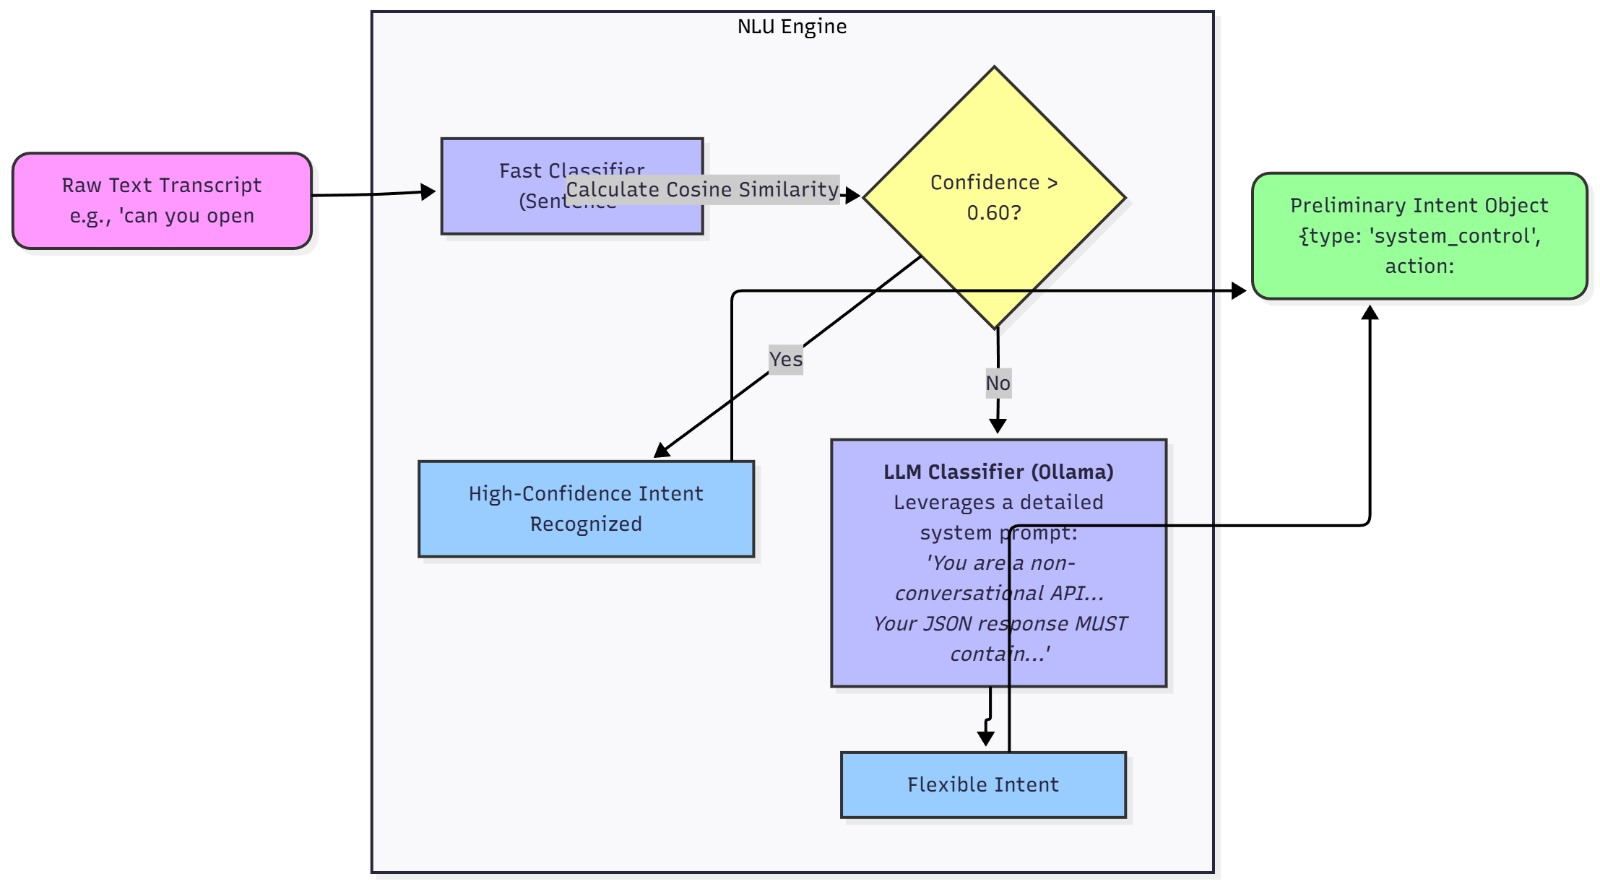 NLU Engine
Raw Text Transcript
e.g., 'can you open
Fast Classifier
(Sentence
Calculate Cosine Similarity
Confidence >
0.60?
Preliminary Intent Object
{type: 'system_control',
action:
Yes
No
High-Confidence Intent
Recognized
LLM Classifier (Ollama)
Leverages a detailed
system prompt:
'You are a non-
conversational API...
Your JSON response MUST
contain...'
Flexible Intent